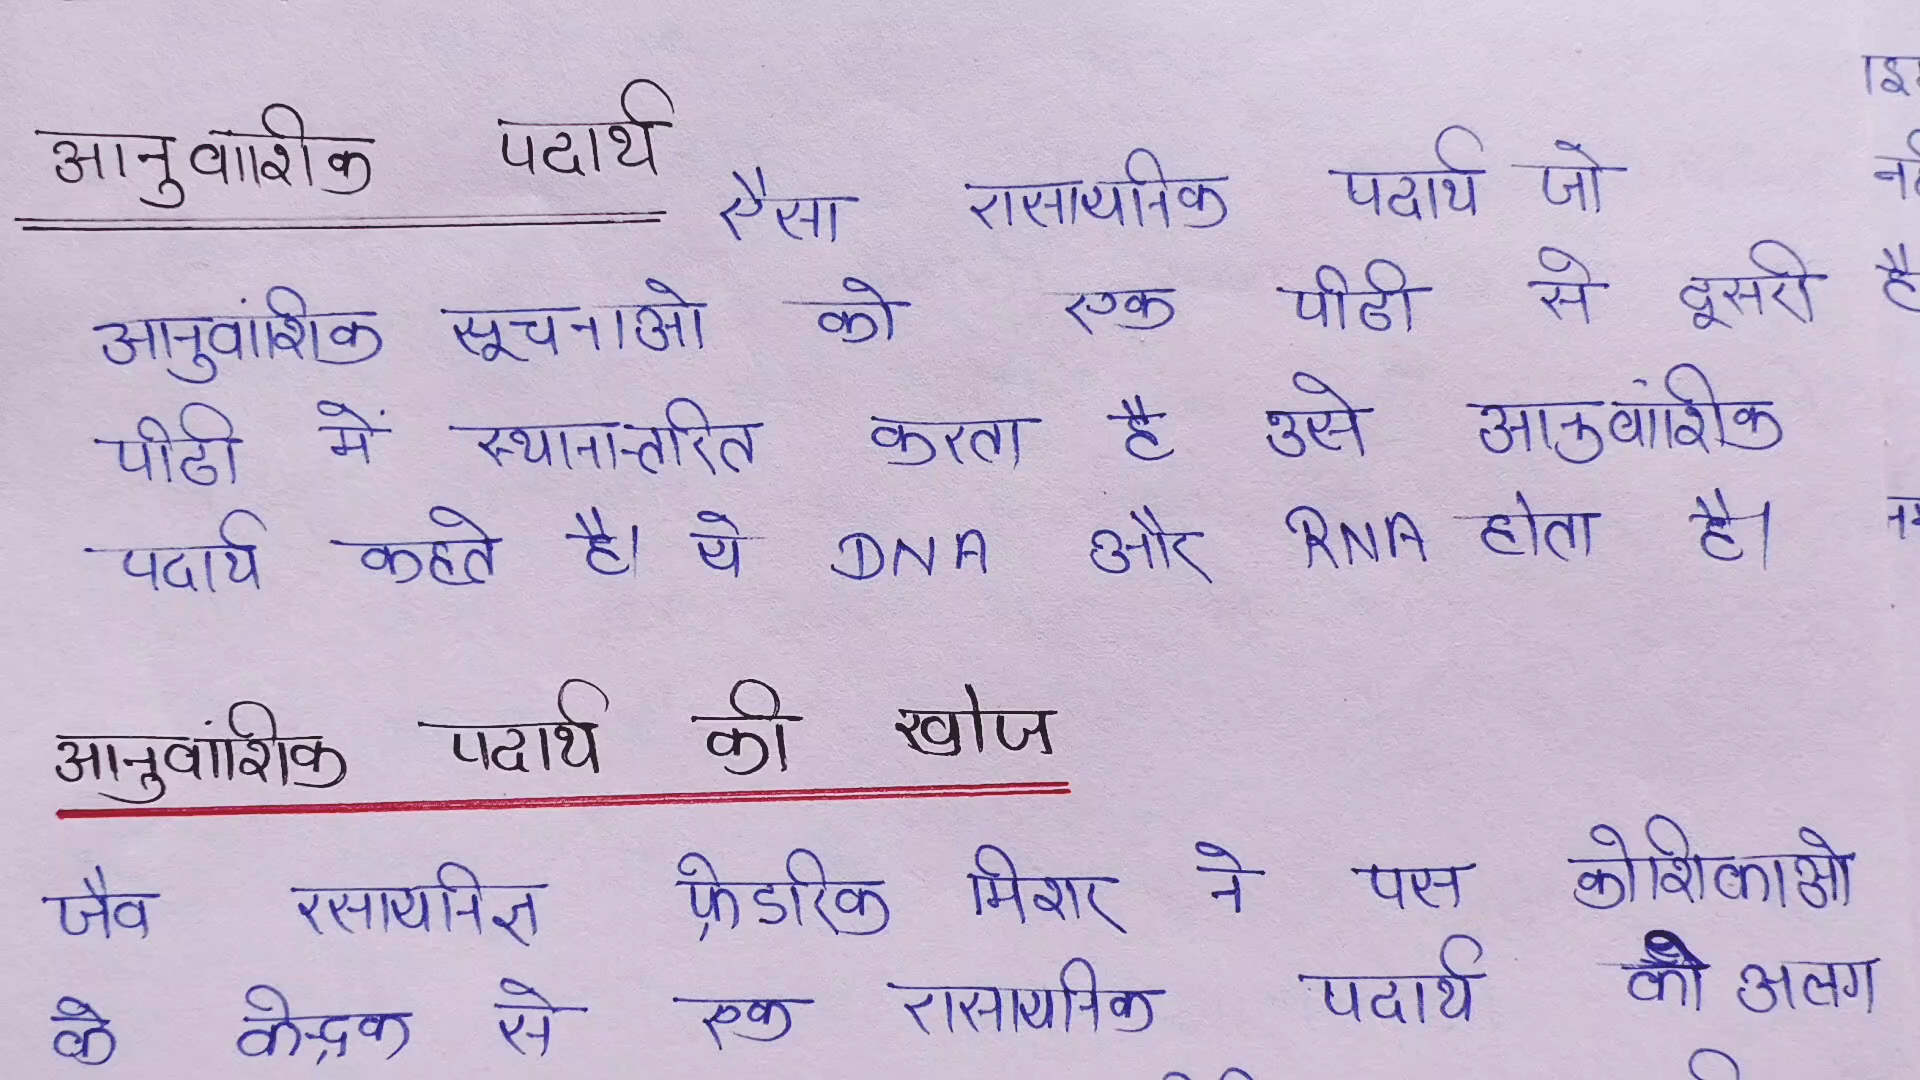 आनुवांशिक पदार्थ
ऐसा रासायनिक पदार्थ जो
आनुवांशिक सूचनाओ को एक पीढी से दूसरी
पीढी में स्थानान्तरित करता है उसे आनुवांशिक
पदार्थ कहते है। ये DNA और RNA होता है।
आनुवांशिक पदार्थ की खोज
जैव रसायनिज्ञ फ्रेडरिक मिशर ने पस कोशिकाओ
के केन्द्रक से एक रासायनिक पदार्थ को अलग